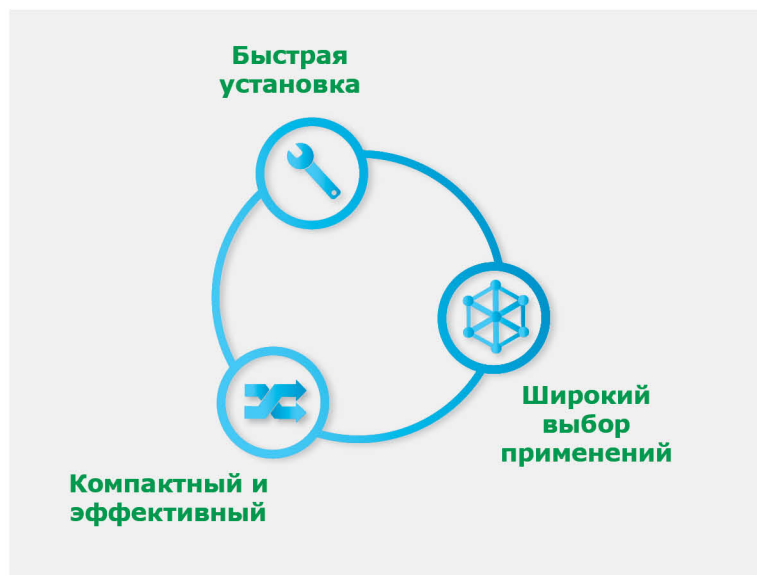 Быстрая
установка
Широкий
выбор
применений
Компактный и
эффективный